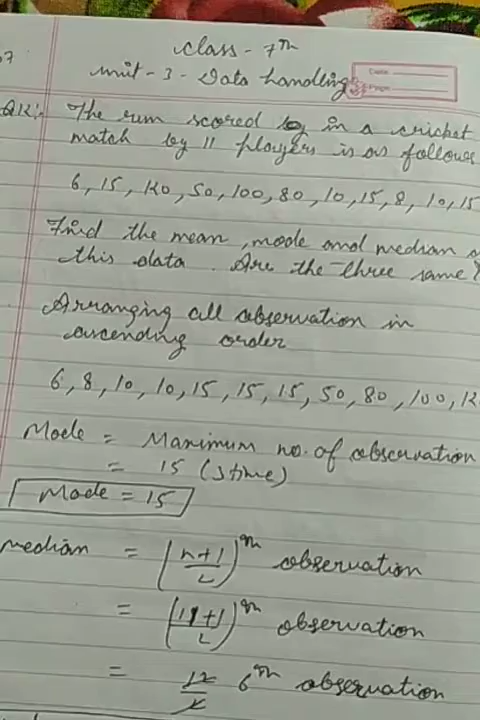 Class - 7th
Unit - 3 - Data handling
Date
Page
The run scored by in a cricket
match by 11 players is as follows
6, 15, 120, 50, 100, 80, 10, 15, 8, 10, 15
Find the mean, mode and median
this data. Are the three same?
Arranging all observation in
ascending order
6, 8, 10, 10, 15, 15, 15, 50, 80, 100, 12
Mode = Maximum no. of observation
= 15 (3 time)
Mode = 15
median = (n+1/2)th observation
= (11+1/2)th observation
= 12/2 6th observation